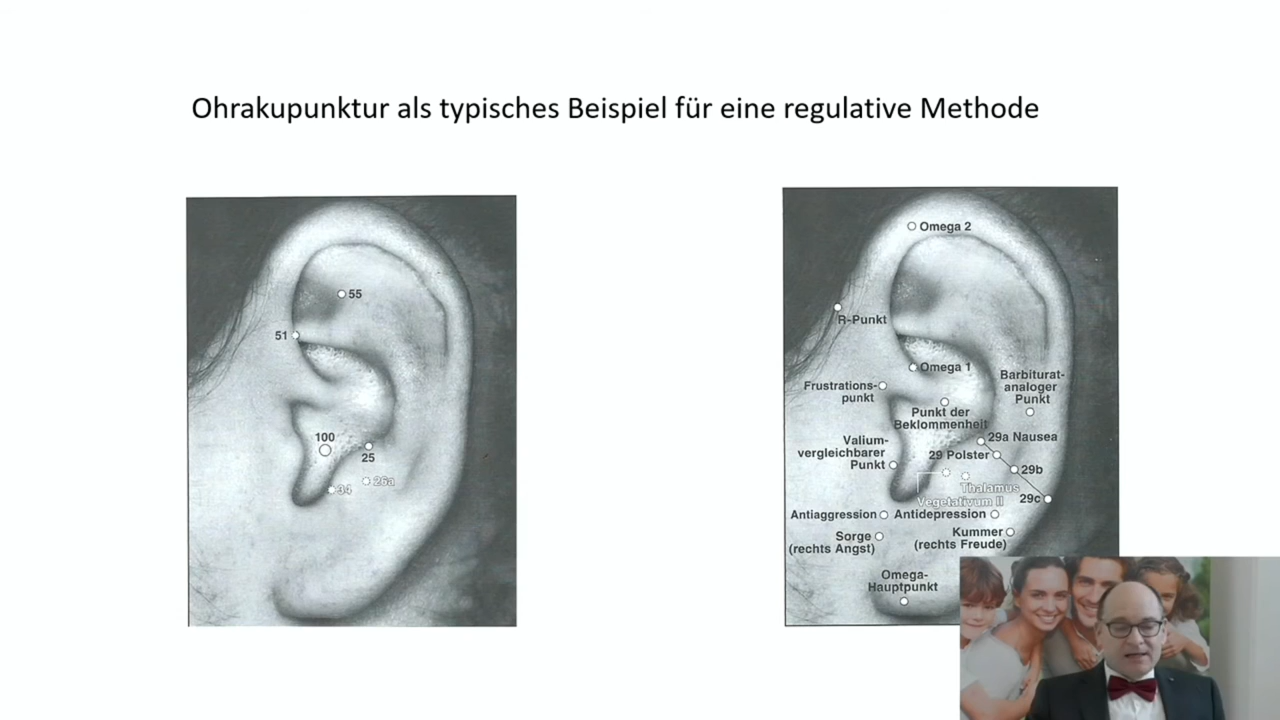 Ohrakupunktur als typisches Beispiel für eine regulative Methode
55
51
100
25
26a
34
Omega 2
R-Punkt
Omega 1
Frustrations-
punkt
Barbiturat-
analoger
Punkt
Punkt der
Beklommenheit
29a Nausea
Valium-
vergleichbarer
Punkt
29 Polster
29b
Thalamus
Vegetativum II
29c
Antiaggression
Antidepression
Sorge
(rechts Angst)
Kummer
(rechts Freude)
Omega-
Hauptpunkt